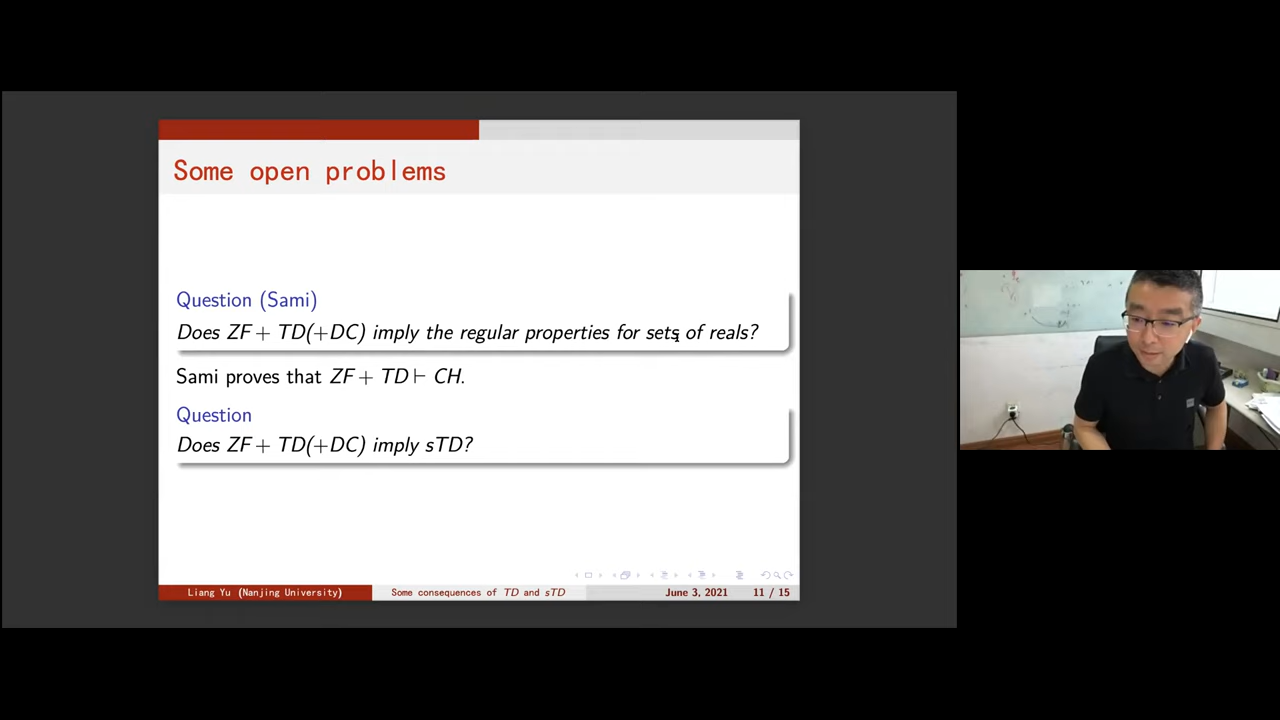 Some open problems
Question (Sami)
Does ZF + TD(+DC) imply the regular properties for sets of reals?
Sami proves that ZF + TD ⊢ CH.
Question
Does ZF + TD(+DC) imply sTD?
Liang Yu (Nanjing University) Some consequences of TD and sTD June 3, 2021 11 / 15